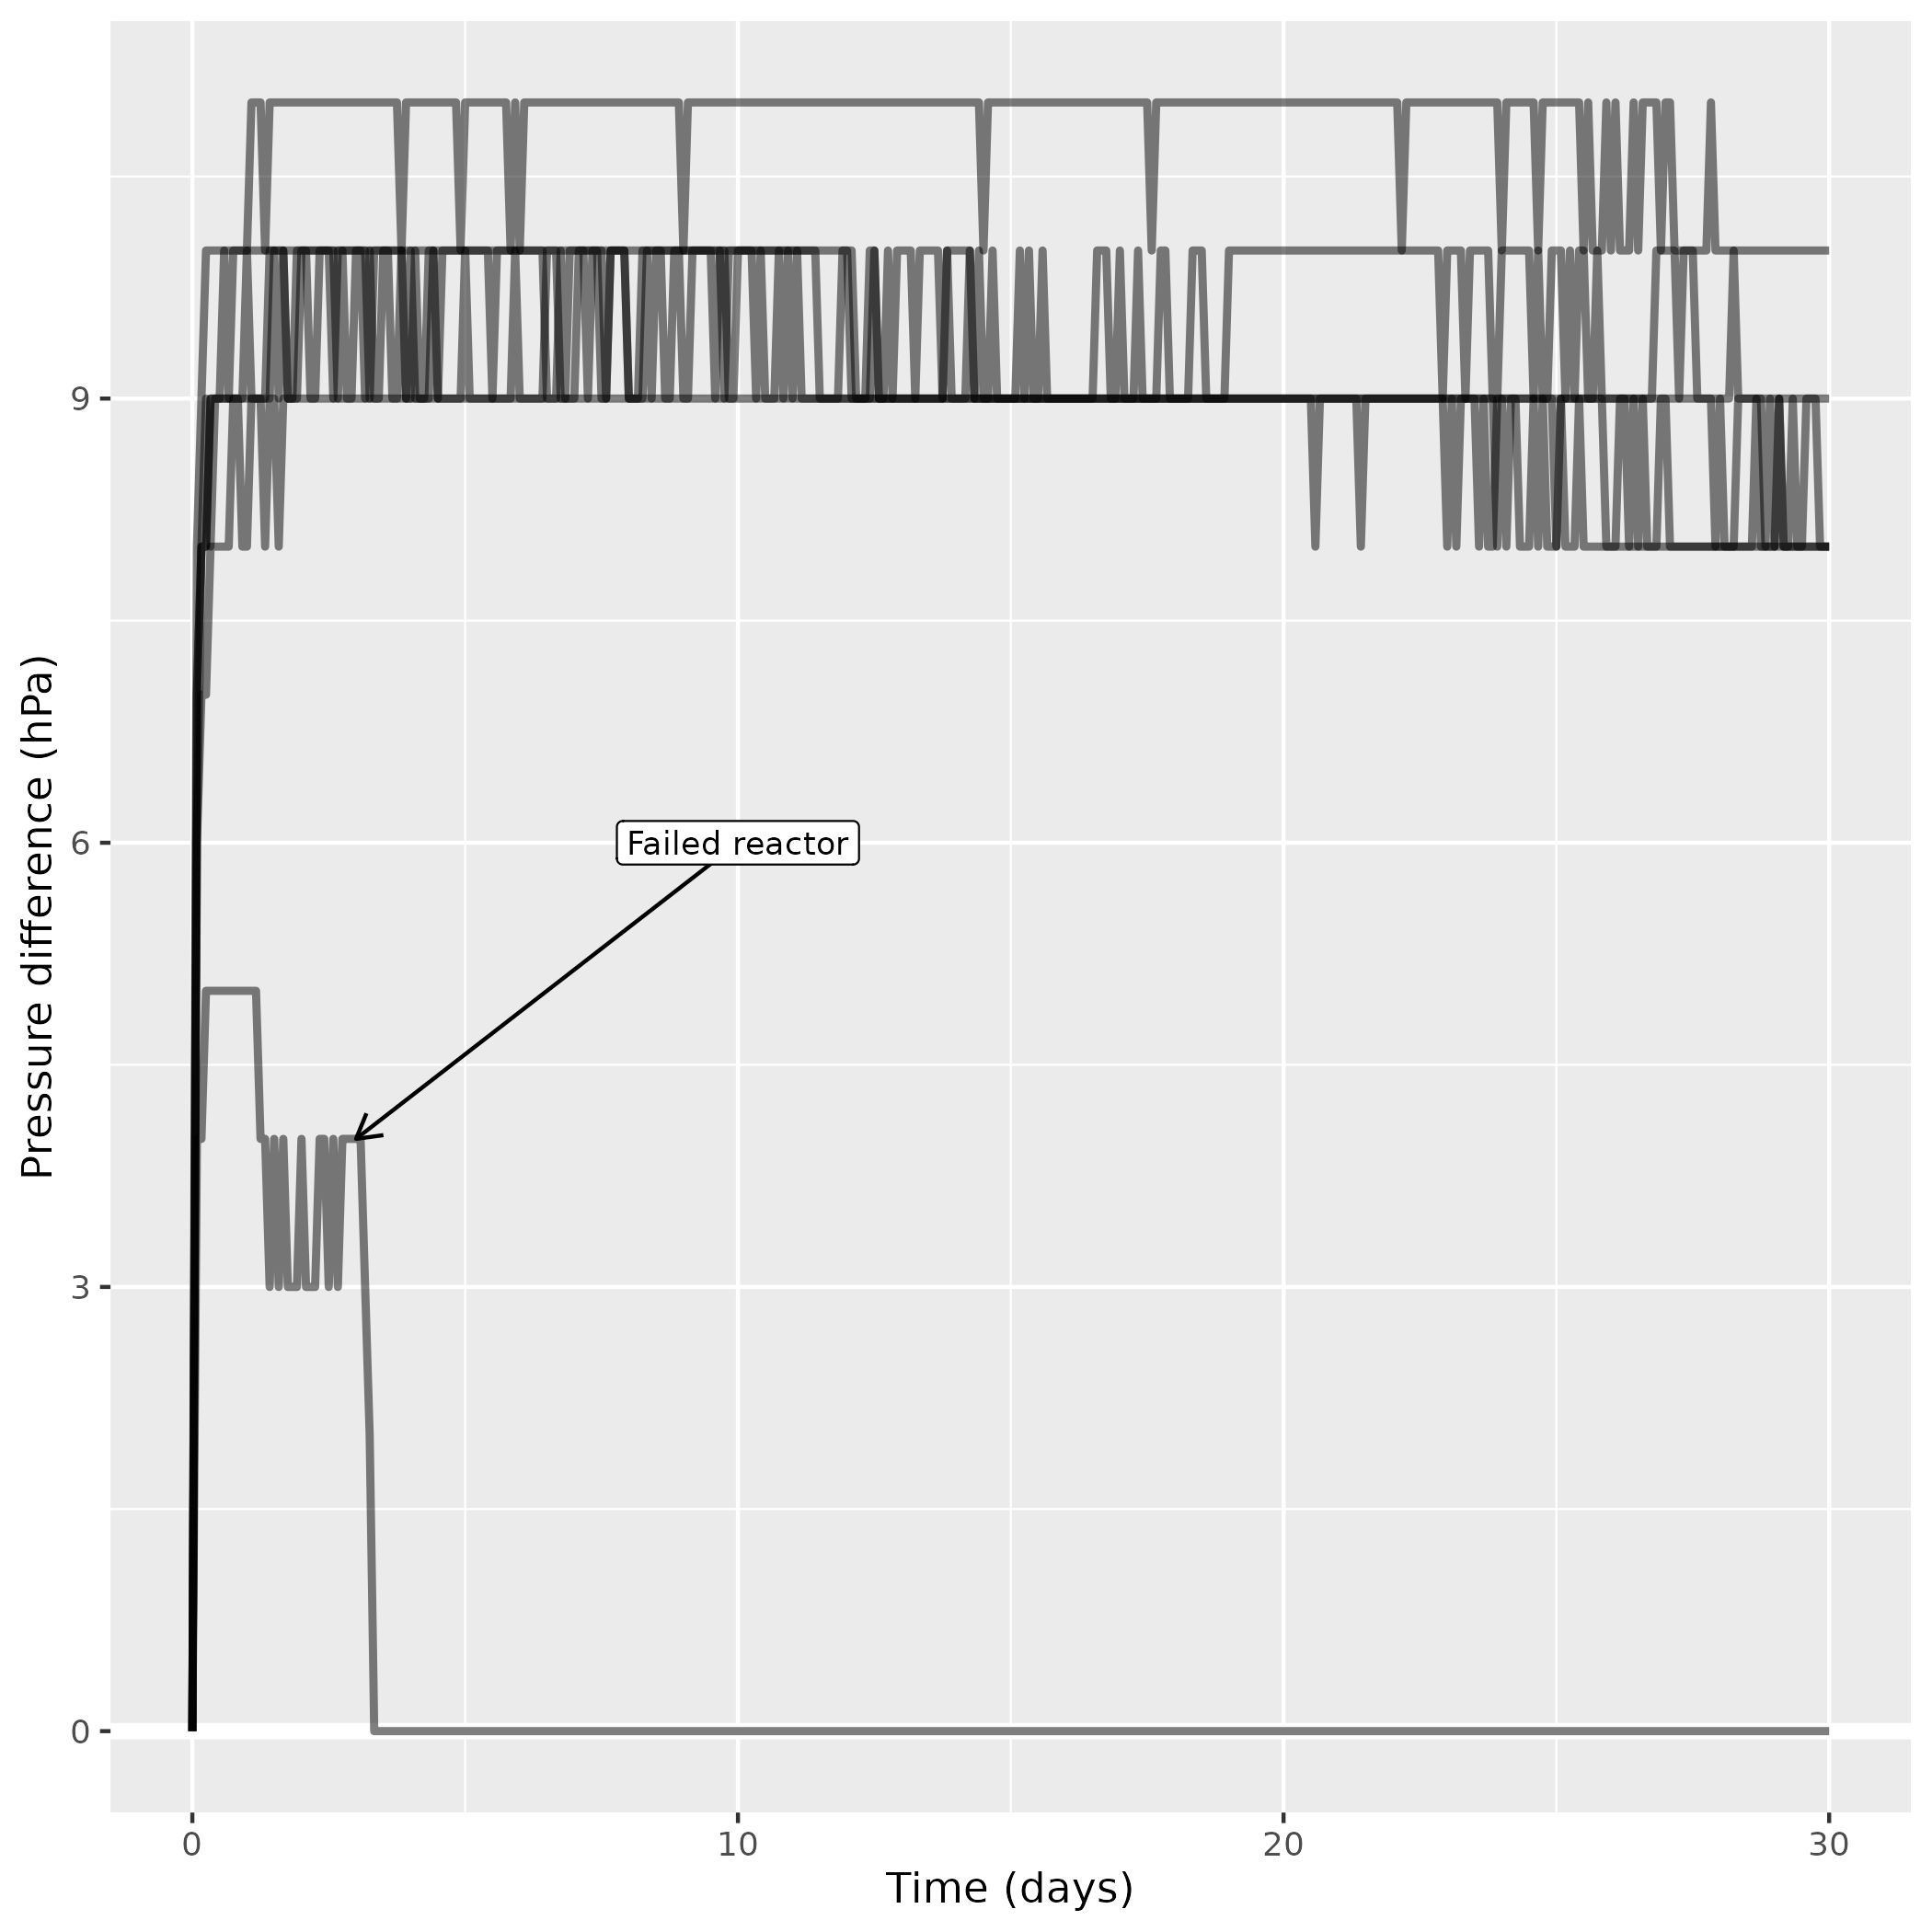 Pressure difference (hPa)
9
6
3
0
Failed reactor
0 10 20 30
Time (days)